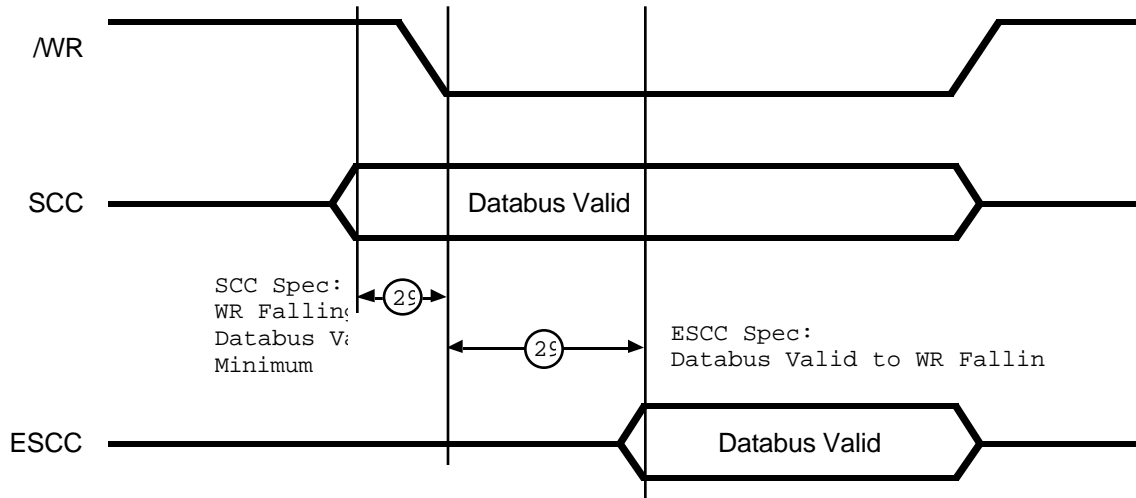 /WR
SCC
Databus Valid
SCC Spec:
WR Falling
Databus Va
Minimum
29
29
ESCC Spec:
Databus Valid to WR Fallin
ESCC
Databus Valid